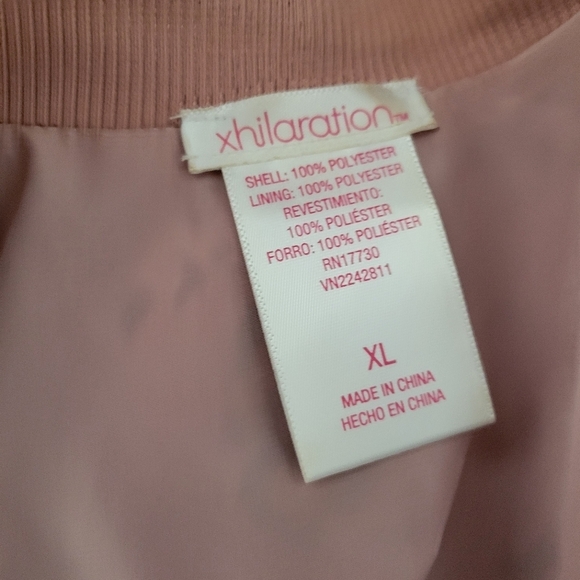 xhilaration™
SHELL: 100% POLYESTER
LINING: 100% POLYESTER
REVESTIMIENTO:
100% POLIÉSTER
FORRO: 100% POLIÉSTER
RN17730
VN2242811
XL
MADE IN CHINA
HECHO EN CHINA